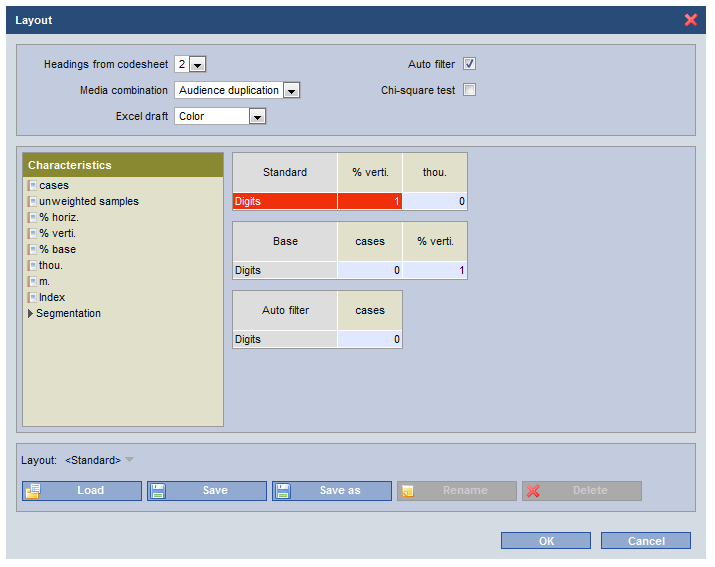 Layout
Headings from codesheet 2 Auto filter
Media combination Audience duplication Chi-square test
Excel draft Color
Characteristics
cases
unweighted samples
% horiz.
% verti.
% base
thou.
m.
Index
Segmentation
Standard % verti. thou.
Digits 1 0
Base cases % verti.
Digits 0 1
Auto filter cases
Digits 0
Layout: <Standard>
Load Save Save as Rename Delete
OK Cancel